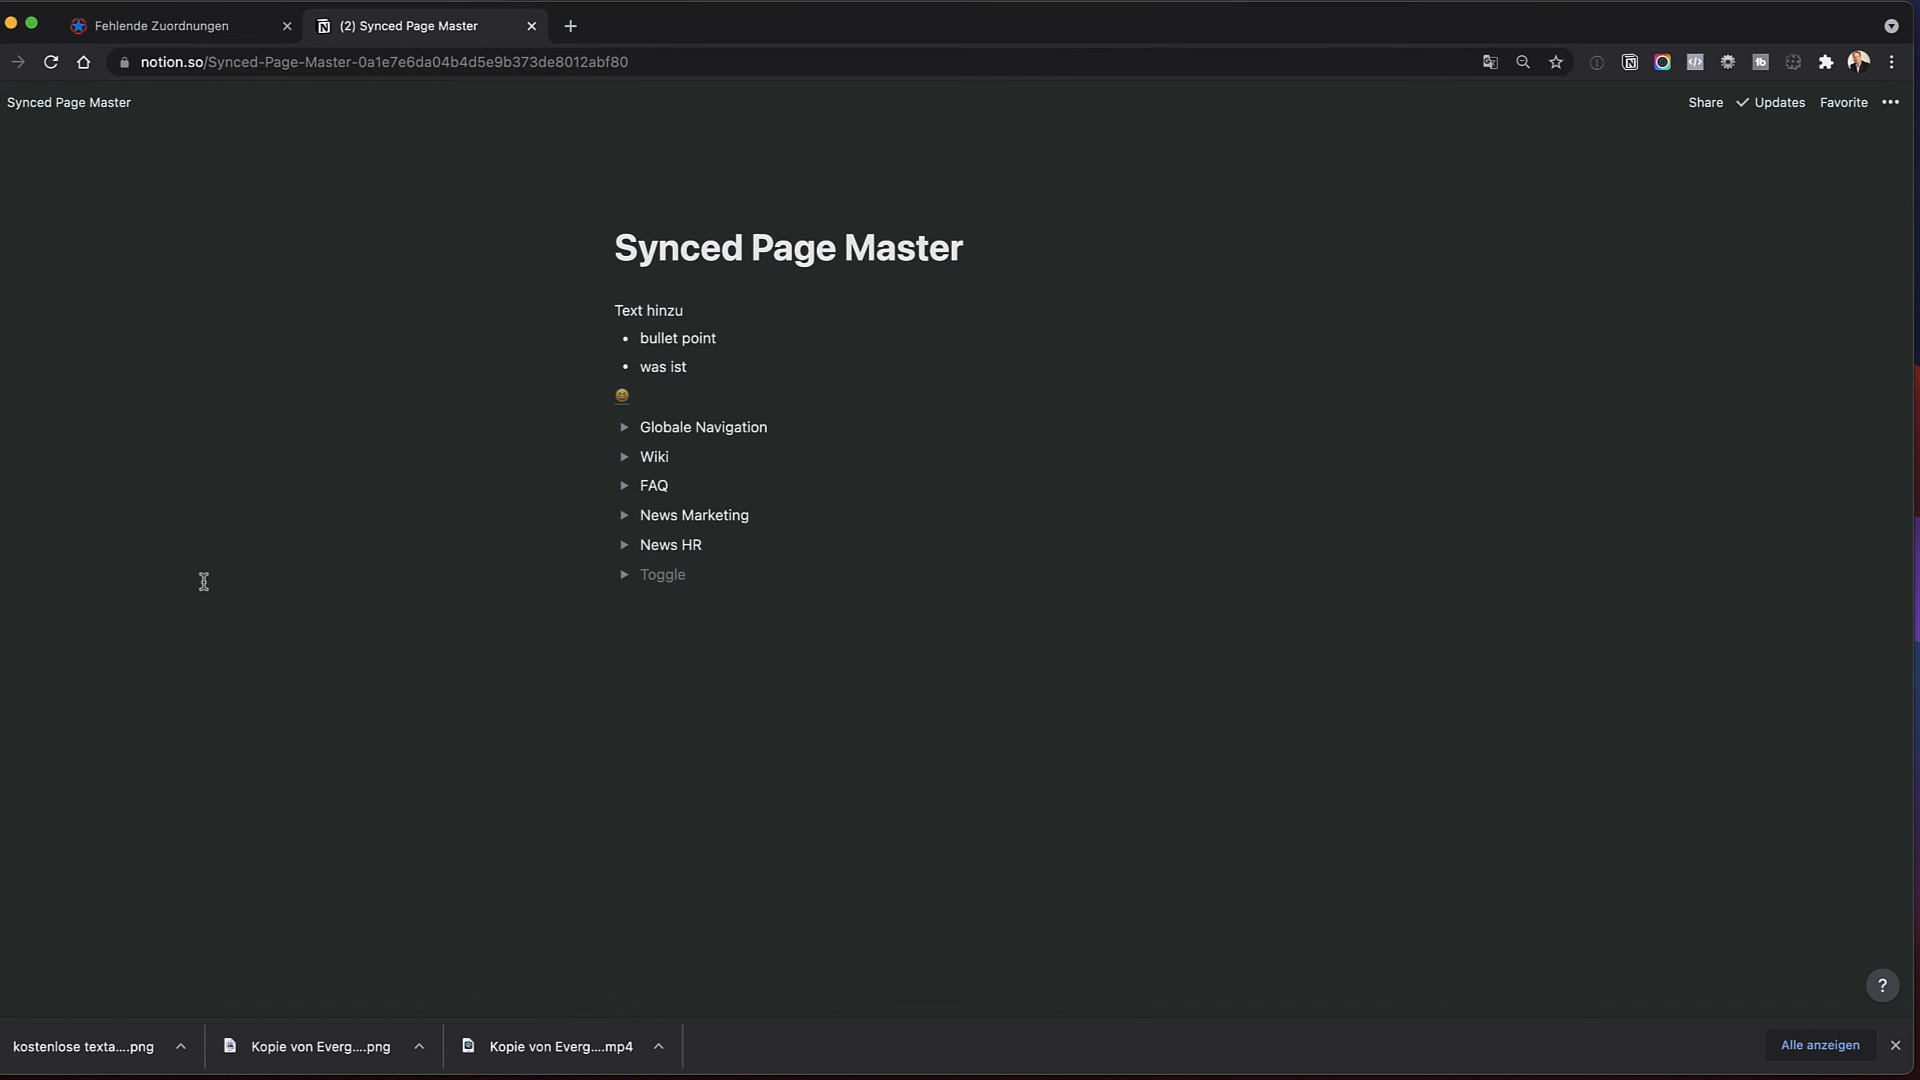 Fehlende Zuordnungen
(2) Synced Page Master
notion.so/Synced-Page-Master-0a1e7e6da04b4d5e9b373de8012abf80
Synced Page Master
Share
Updates
Favorite
Synced Page Master
Text hinzu
bullet point
was ist
Globale Navigation
Wiki
FAQ
News Marketing
News HR
Toggle
?
kostenlose texta....png
Kopie von Everg....png
Kopie von Everg....mp4
Alle anzeigen